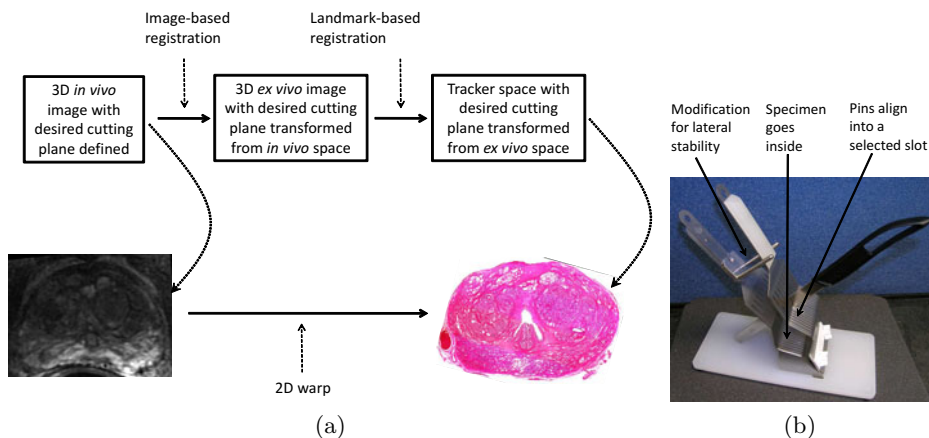 Image-based
registration
Landmark-based
registration
3D in vivo
image with
desired cutting
plane defined
3D ex vivo image
with desired cutting
plane transformed
from in vivo space
Tracker space with
desired cutting
plane transformed
from ex vivo space
2D warp
(a)
Modification
for lateral
stability
Specimen
goes
inside
Pins align
into a
selected slot
(b)